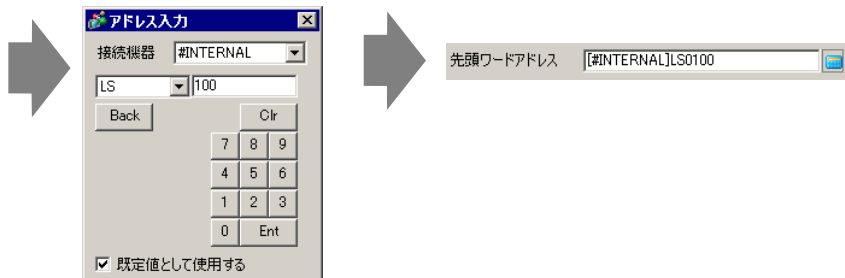 アドレス入力
接続機器 #INTERNAL
LS 100
Back Clr
7 8 9
4 5 6
1 2 3
0 Ent
既定値として使用する
先頭ワードアドレス [#INTERNAL]LS0100